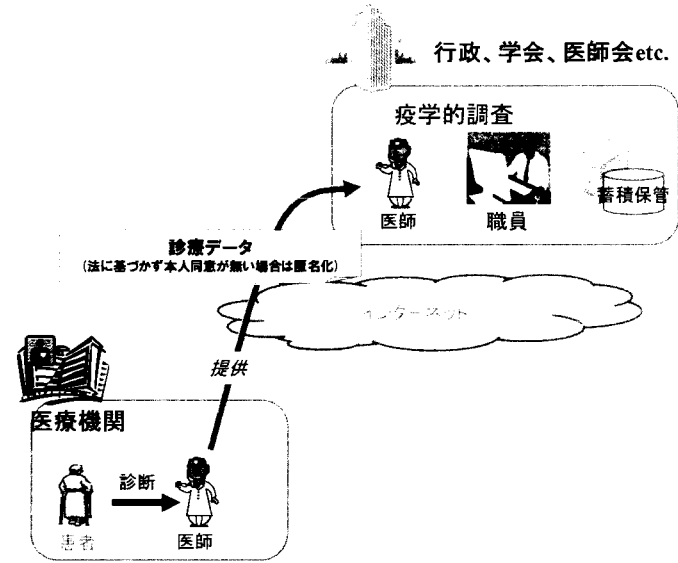 行政、学会、医師会etc.
疫学的調査
医師
職員
蓄積保管
診療データ
(法に基づかず本人同意が無い場合は匿名化)
インターネット
提供
医療機関
診断
患者
医師